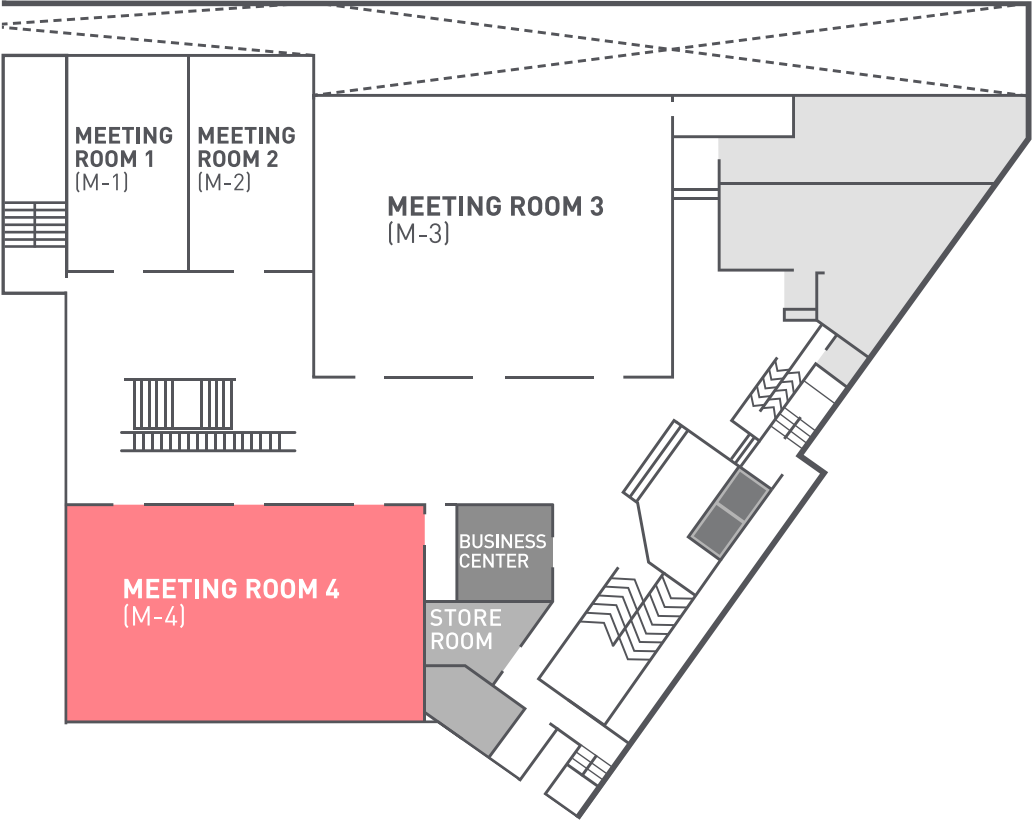 MEETING
ROOM 1
(M-1)
MEETING
ROOM 2
(M-2)
MEETING ROOM 3
(M-3)
MEETING ROOM 4
(M-4)
BUSINESS
CENTER
STORE
ROOM